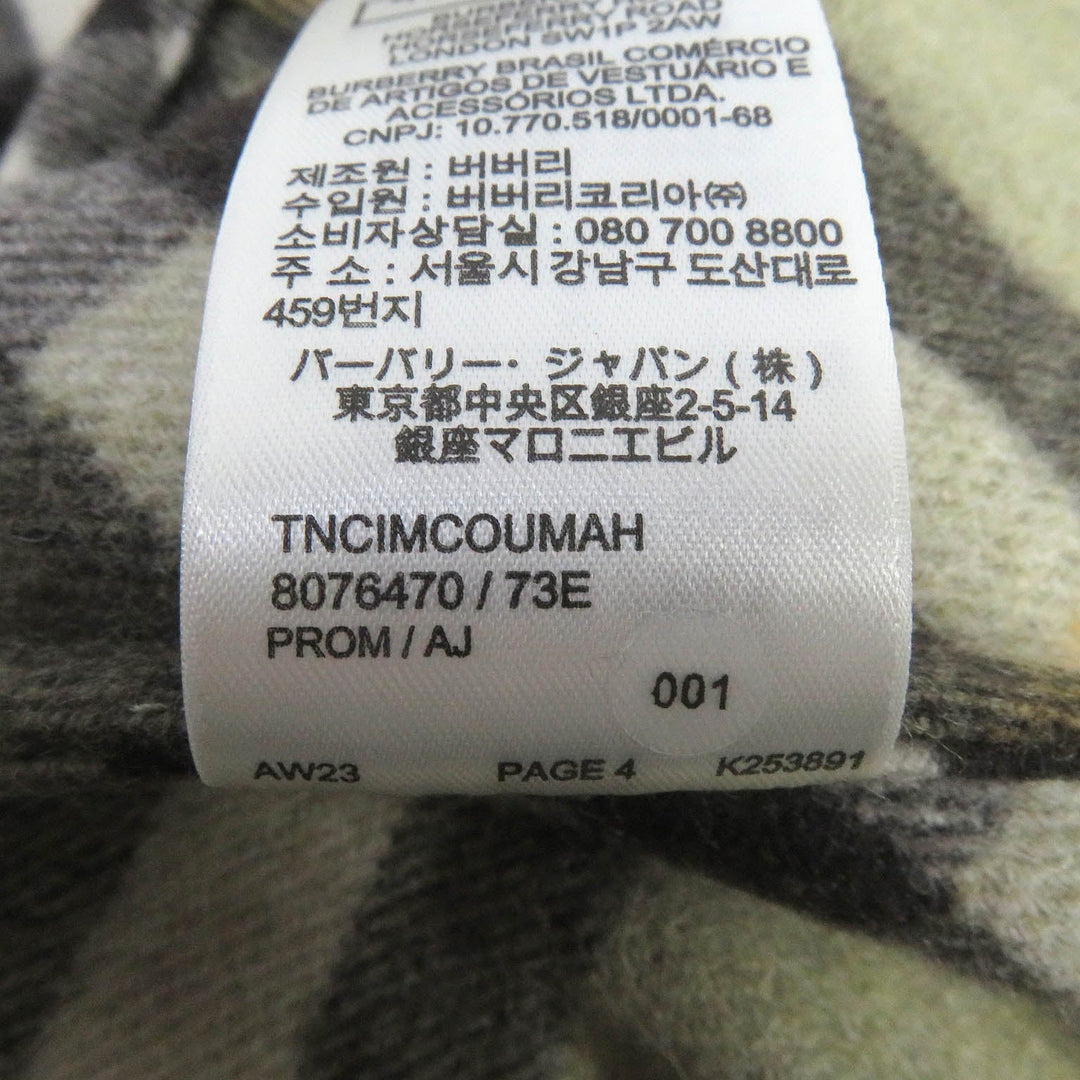 BURBERRY
HORSEFERRY ROAD
LONDON SW1P 2AW
BURBERRY BRASIL COMÉRCIO
DE ARTIGOS DE VESTUÁRIO E
ACESSÓRIOS LTDA.
CNPJ: 10.770.518/0001-68
제조원 : 버버리
수입원 : 버버리코리아㈜
소비자상담실 : 080 700 8800
주 소 : 서울시 강남구 도산대로
459번지
バーバリー・ジャパン ( 株 )
東京都中央区銀座2-5-14
銀座マロニエビル
TNCIMCOUMAH
8076470 / 73E
PROM / AJ
001
AW23 PAGE 4 K253891